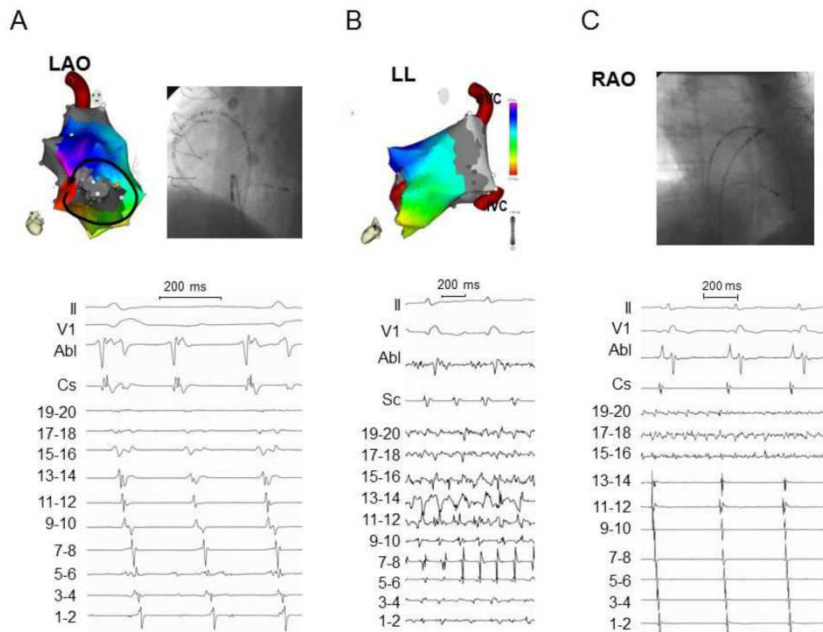 A
LAO
B
LL
VC
IVC
C
RAO
200 ms
II
V1
Abl
Cs
19-20
17-18
15-16
13-14
11-12
9-10
7-8
5-6
3-4
1-2
200 ms
II
V1
Abl
Sc
19-20
17-18
15-16
13-14
11-12
9-10
7-8
5-6
3-4
1-2
200 ms
II
V1
Abl
Cs
19-20
17-18
15-16
13-14
11-12
9-10
7-8
5-6
3-4
1-2